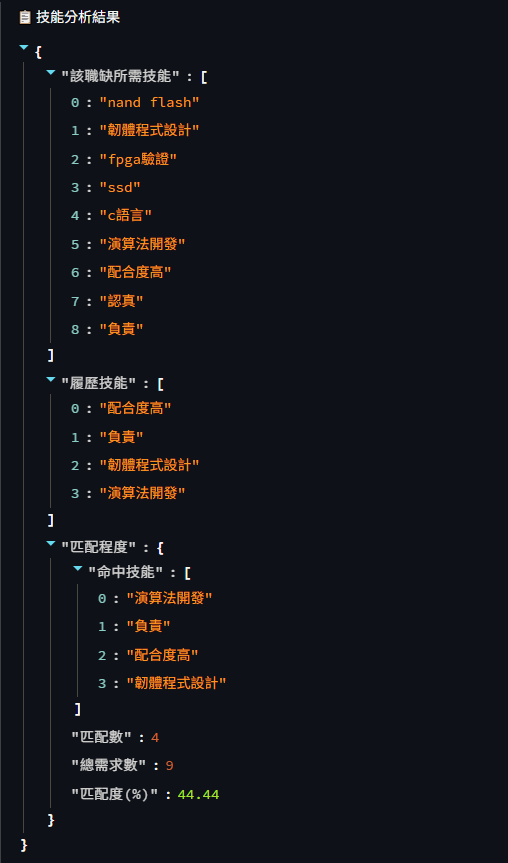 📋 技能分析結果
{
"該職缺所需技能" : [
0 : "nand flash"
1 : "韌體程式設計"
2 : "fpga驗證"
3 : "ssd"
4 : "c語言"
5 : "演算法開發"
6 : "配合度高"
7 : "認真"
8 : "負責"
]
"履歷技能" : [
0 : "配合度高"
1 : "負責"
2 : "韌體程式設計"
3 : "演算法開發"
]
"匹配程度" : {
"命中技能" : [
0 : "演算法開發"
1 : "負責"
2 : "配合度高"
3 : "韌體程式設計"
]
"匹配數" : 4
"總需求數" : 9
"匹配度(%)" : 44.44
}
}